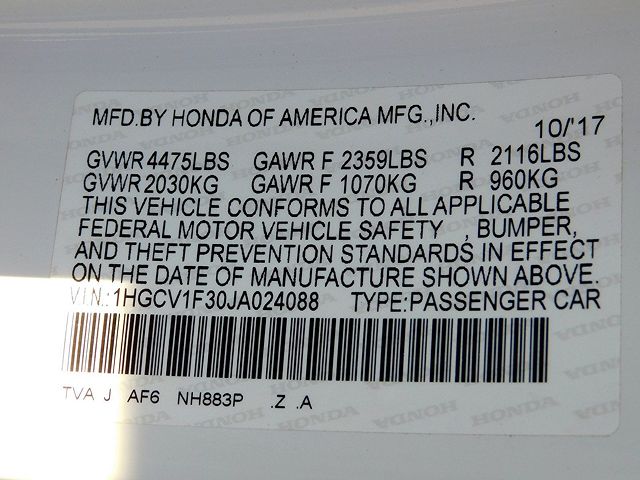 MFD.BY HONDA OF AMERICA MFG.,INC.
10/'17
GVWR 4475LBS GAWR F 2359LBS R 2116LBS
GVWR 2030KG GAWR F 1070KG R 960KG
THIS VEHICLE CONFORMS TO ALL APPLICABLE
FEDERAL MOTOR VEHICLE SAFETY , BUMPER,
AND THEFT PREVENTION STANDARDS IN EFFECT
ON THE DATE OF MANUFACTURE SHOWN ABOVE.
V.I.N.:1HGCV1F30JA024088 TYPE:PASSENGER CAR
TVA J AF6 NH883P .Z .A